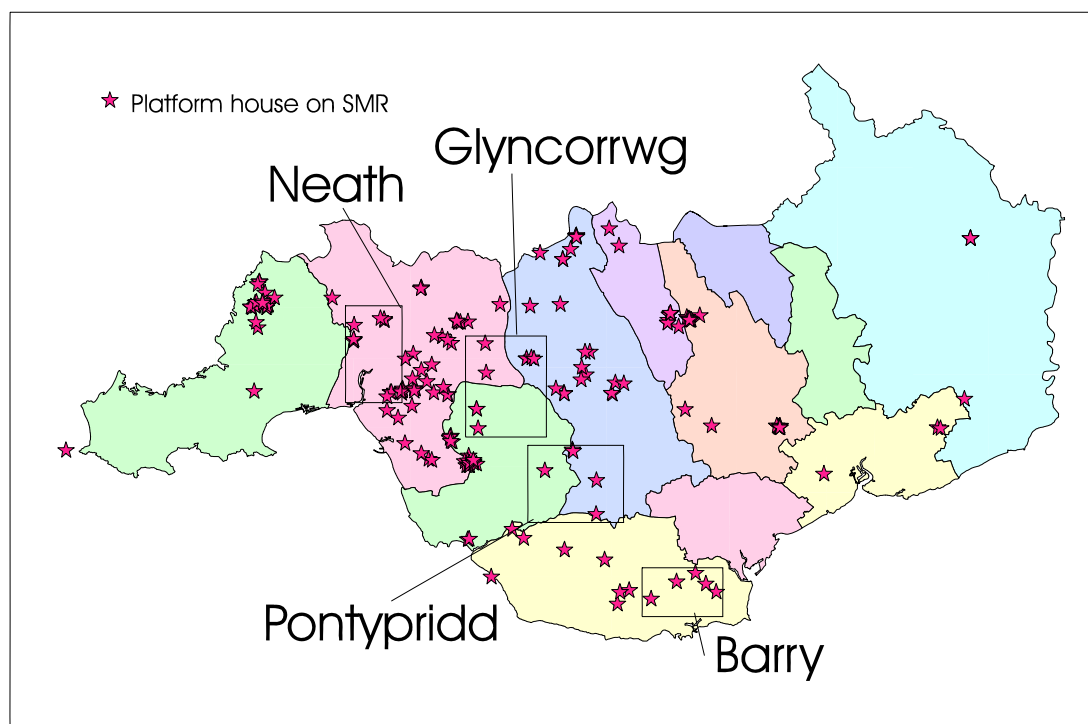 Platform house on SMR
Glyncorrwg
Neath
Pontypridd
Barry